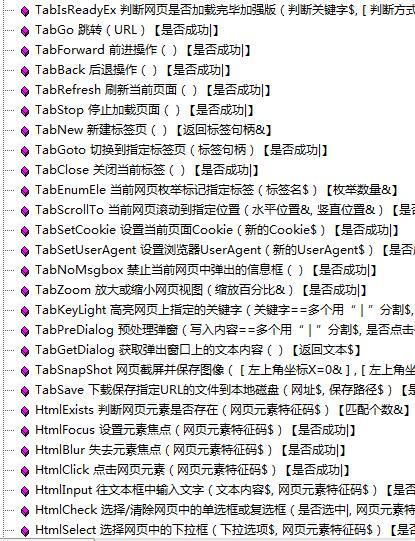 TabIsReadyEx 判断网页是否加载完毕加强版 ( 判断关键字$, [ 判断方式
TabGo 跳转 ( URL ) 【是否成功|】
TabForward 前进操作 ( ) 【是否成功|】
TabBack 后退操作 ( ) 【是否成功|】
TabRefresh 刷新当前页面 ( ) 【是否成功|】
TabStop 停止加载页面 ( ) 【是否成功|】
TabNew 新建标签页 ( ) 【返回标签句柄&】
TabGoto 切换到指定标签页 ( 标签句柄 ) 【是否成功|】
TabClose 关闭当前标签 ( ) 【是否成功|】
TabEnumEle 当前网页枚举标记指定标签 ( 标签名$ ) 【枚举数量&】
TabScrollTo 当前网页滚动到指定位置 ( 水平位置&, 竖直位置& ) 【是否
TabSetCookie 设置当前页面Cookie ( 新的Cookie$ ) 【是否成功|】
TabSetUserAgent 设置浏览器UserAgent ( 新的UserAgent$ ) 【是否
TabNoMsgbox 禁止当前网页中弹出的信息框 ( ) 【是否成功|】
TabZoom 放大或缩小网页视图 ( 缩放百分比& ) 【是否成功|】
TabKeyLight 高亮网页上指定的关键字 ( 关键字==多个用“|”分割$,
TabPreDialog 预处理弹窗 ( 写入内容==多个用“|”分割$, 是否点击
TabGetDialog 获取弹出窗口上的文本内容 ( ) 【返回文本$】
TabSnapShot 网页截屏并保存图像 ( [ 左上角坐标X=0& ] , [ 左上角坐
TabSave 下载保存指定URL的文件到本地磁盘 ( 网址$, 保存路径$ ) 【是
HtmlExists 判断网页元素是否存在 ( 网页元素特征码$ ) 【匹配个数&】
HtmlFocus 设置元素焦点 ( 网页元素特征码$ ) 【是否成功|】
HtmlBlur 失去元素焦点 ( 网页元素特征码$ ) 【是否成功|】
HtmlClick 点击网页元素 ( 网页元素特征码$ ) 【是否成功|】
HtmlInput 往文本框中输入文字 ( 文本内容$, 网页元素特征码$ ) 【是否
HtmlCheck 选择/清除网页中的单选框或复选框 ( 是否选中|, 网页元素特
HtmlSelect 选择网页中的下拉框 ( 下拉选项$, 网页元素特征码$ ) 【是否